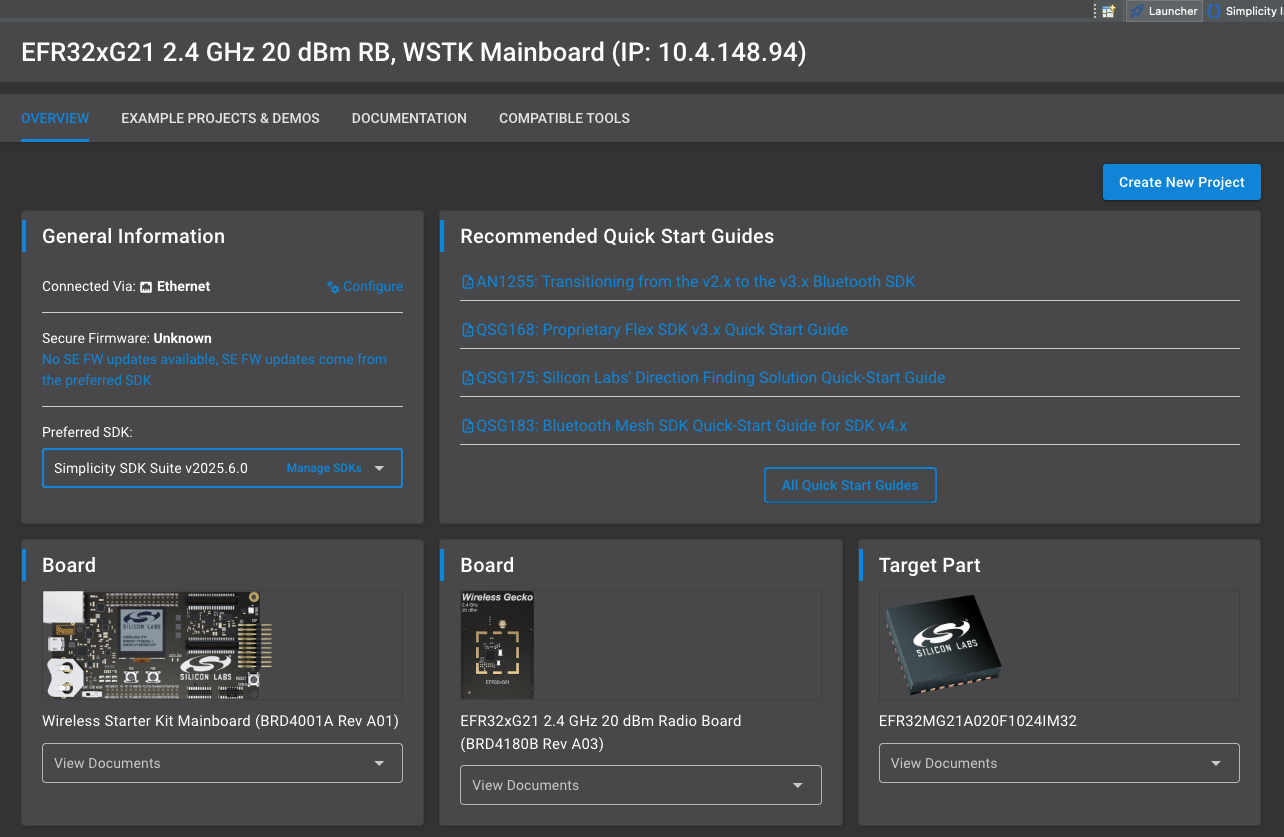 Launcher
Simplicity I
EFR32xG21 2.4 GHz 20 dBm RB, WSTK Mainboard (IP: 10.4.148.94)
OVERVIEW
EXAMPLE PROJECTS & DEMOS
DOCUMENTATION
COMPATIBLE TOOLS
Create New Project
General Information
Connected Via: Ethernet
Configure
Secure Firmware: Unknown
No SE FW updates available, SE FW updates come from
the preferred SDK
Preferred SDK:
Simplicity SDK Suite v2025.6.0
Manage SDKs
Recommended Quick Start Guides
AN1255: Transitioning from the v2.x to the v3.x Bluetooth SDK
QSG168: Proprietary Flex SDK v3.x Quick Start Guide
QSG175: Silicon Labs' Direction Finding Solution Quick-Start Guide
QSG183: Bluetooth Mesh SDK Quick-Start Guide for SDK v4.x
All Quick Start Guides
Board
SILICON LABS
SILICON LABS
Wireless Starter Kit Mainboard (BRD4001A Rev A01)
View Documents
Board
Wireless Gecko
2.4 GHz
20 dBm
EFR32xG21
EFR32xG21 2.4 GHz 20 dBm Radio Board
(BRD4180B Rev A03)
View Documents
Target Part
SILICON LABS
EFR32MG21A020F1024IM32
View Documents